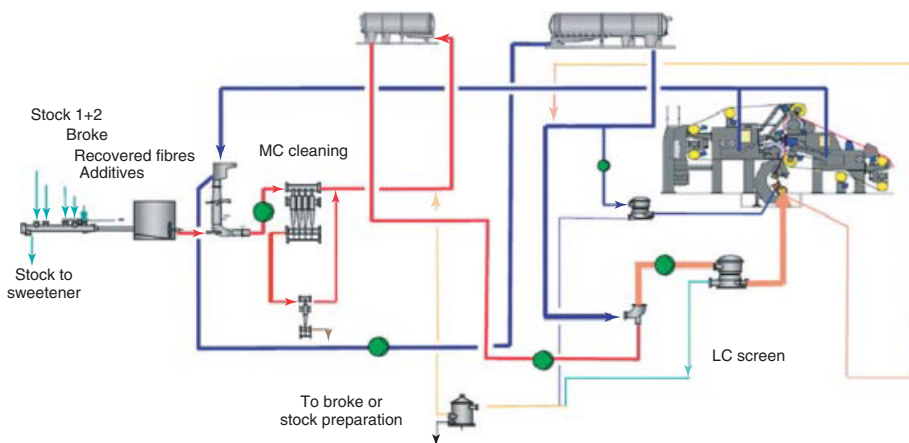 Stock 1+2
Broke
Recovered fibres
Additives
MC cleaning
Stock to
sweetener
LC screen
To broke or
stock preparation